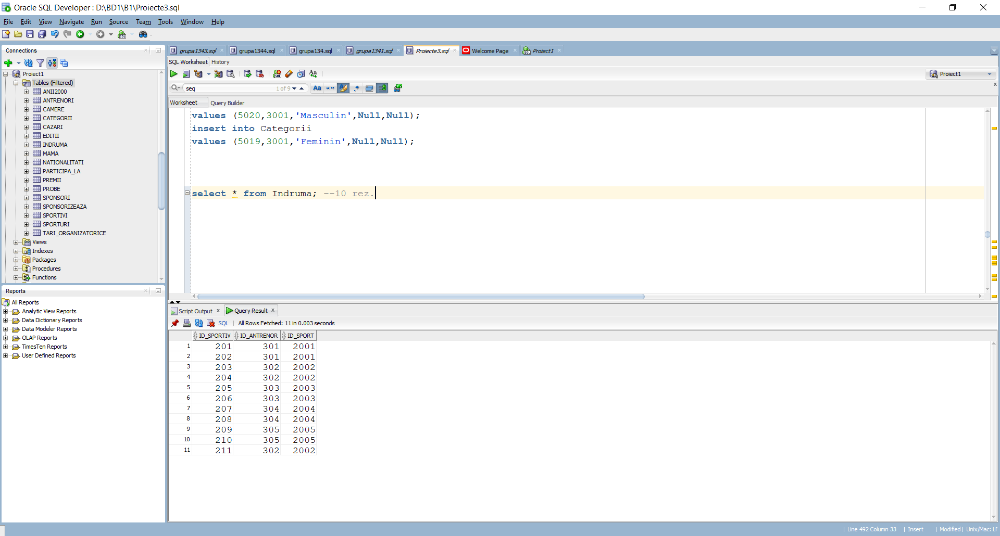 Oracle SQL Developer : D:\BD1\B1\Proiecte3.sql
File Edit View Navigate Run Source Team Tools Window Help
Connections
Proiect1
Tables (Filtered)
ANII2000
ANTRENORI
CAMERE
CATEGORII
CAZARI
EDITII
INDRUMA
MAMA
NATIONALITATI
PARTICIPA_LA
PREMII
PROBE
SPONSORI
SPONSORIZEAZA
SPORTIVI
SPORTURI
TARI_ORGANIZATORICE
Views
Indexes
Packages
Procedures
Functions
Reports
All Reports
Analytic View Reports
Data Dictionary Reports
Data Modeler Reports
OLAP Reports
TimesTen Reports
User Defined Reports
grupa1343.sql grupa1344.sql grupa134.sql grupa1341.sql Proiecte3.sql Welcome Page Proiect1
SQL Worksheet History
Proiect1
seq 1 of 9 Aa “ ” .*
Worksheet Query Builder
values (5020,3001,'Masculin',Null,Null);
insert into Categorii
values (5019,3001,'Feminin',Null,Null);
select * from Indruma; --10 rez.
Script Output x Query Result x
SQL | All Rows Fetched: 11 in 0.003 seconds
ID_SPORTIV ID_ANTRENOR ID_SPORT
1 201 301 2001
2 202 301 2001
3 203 302 2002
4 204 302 2002
5 205 303 2003
6 206 303 2003
7 207 304 2004
8 208 304 2004
9 209 305 2005
10 210 305 2005
11 211 302 2002
| Line 492 Column 33 | Insert | Modified | Unix/Mac: LF